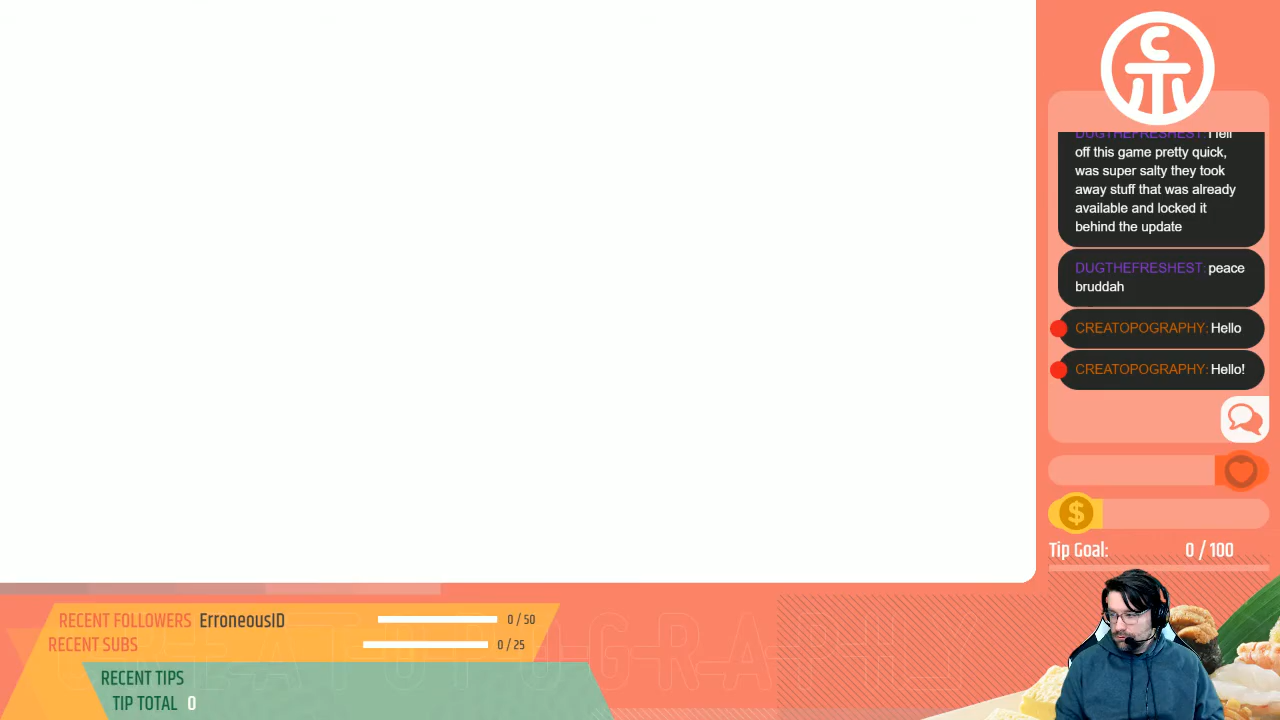 DUGTHEFRESHEST: I fell
off this game pretty quick,
was super salty they took
away stuff that was already
available and locked it
behind the update
DUGTHEFRESHEST: peace
bruddah
CREATOPOGRAPHY: Hello
CREATOPOGRAPHY: Hello!
$
Tip Goal: 0 / 100
RECENT FOLLOWERS ErroneousID 0 / 50
RECENT SUBS 0 / 25
RECENT TIPS
TIP TOTAL 0